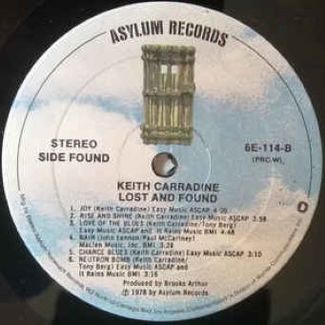 ASYLUM RECORDS
STEREO
SIDE FOUND
6E-114-B
(PRC-W)
KEITH CARRADINE
LOST AND FOUND
1. JOY (Keith Carradine) Easy Music ASCAP
2. RISE AND SHINE (Keith Carradine) Easy Music ASCAP 3:58
3. LOVE OF THE BLUES (Keith Carradine/Tony Berg)
Easy Music ASCAP and It Rains Music BMI 4:48
4. RAIN (John Lennon/Paul McCartney)
Maclen Music, Inc. BMI
5. CHANCE BLUES (Keith Carradine) Easy Music ASCAP 3:10
6. NEUTRON BOMB (Keith Carradine/
Tony Berg) Easy Music ASCAP and It
Rains Music BMI 3:16
Produced by Brooks Arthur
℗ 1978 by Asylum Records